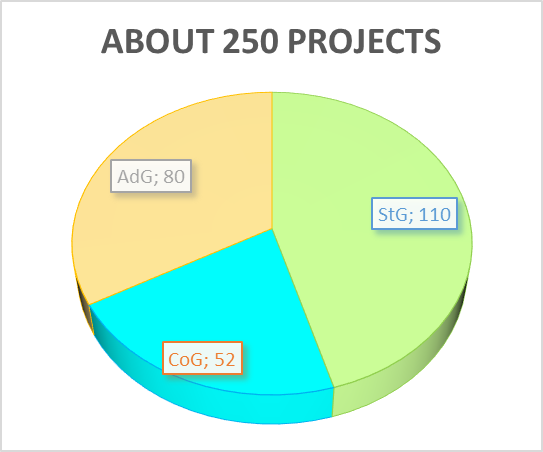 ABOUT 250 PROJECTS
AdG; 80
StG; 110
CoG; 52